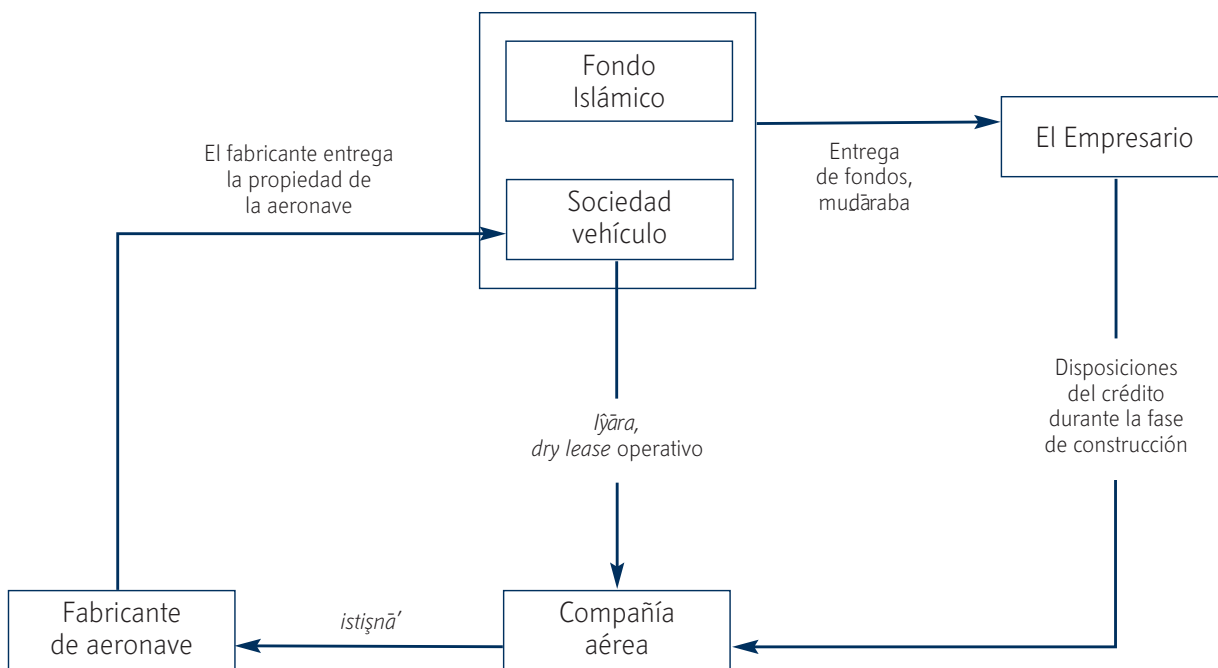 Fondo
Islámico
El Empresario
El fabricante entrega
la propiedad de
la aeronave
Entrega
de fondos,
muḍāraba
Sociedad
vehículo
Disposiciones
del crédito
durante la fase
de construcción
Iŷāra,
dry lease operativo
Fabricante
de aeronave
istişnā’
Compañía
aérea